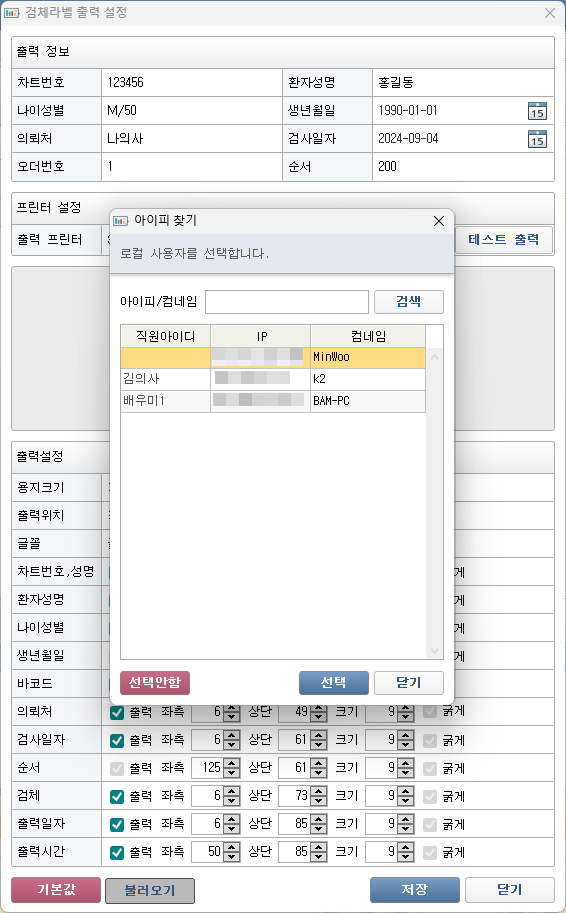 검체라벨 출력 설정
출력 정보
차트번호 123456 환자성명 홍길동
나이성별 M/50 생년월일 1990-01-01 15
의뢰처 나의사 검사일자 2024-09-04 15
오더번호 1 순서 200
프린터 설정
출력 프린터 테스트 출력
아이피 찾기
로컬 사용자를 선택합니다.
아이피/컴네임 검색
직원아이디 IP 컴네임
MinWoo
김의사 k2
배우미1 BAM-PC
선택안함 선택 닫기
출력설정
용지크기
출력위치
글꼴
차트번호,성명 게
환자성명 게
나이성별 게
생년월일 게
바코드
의뢰처 출력 좌측 6 상단 49 크기 9 굵게
검사일자 출력 좌측 6 상단 61 크기 9 굵게
순서 출력 좌측 125 상단 61 크기 9 굵게
검체 출력 좌측 6 상단 73 크기 9 굵게
출력일자 출력 좌측 6 상단 85 크기 9 굵게
출력시간 출력 좌측 50 상단 85 크기 9 굵게
기본값 불러오기 저장 닫기